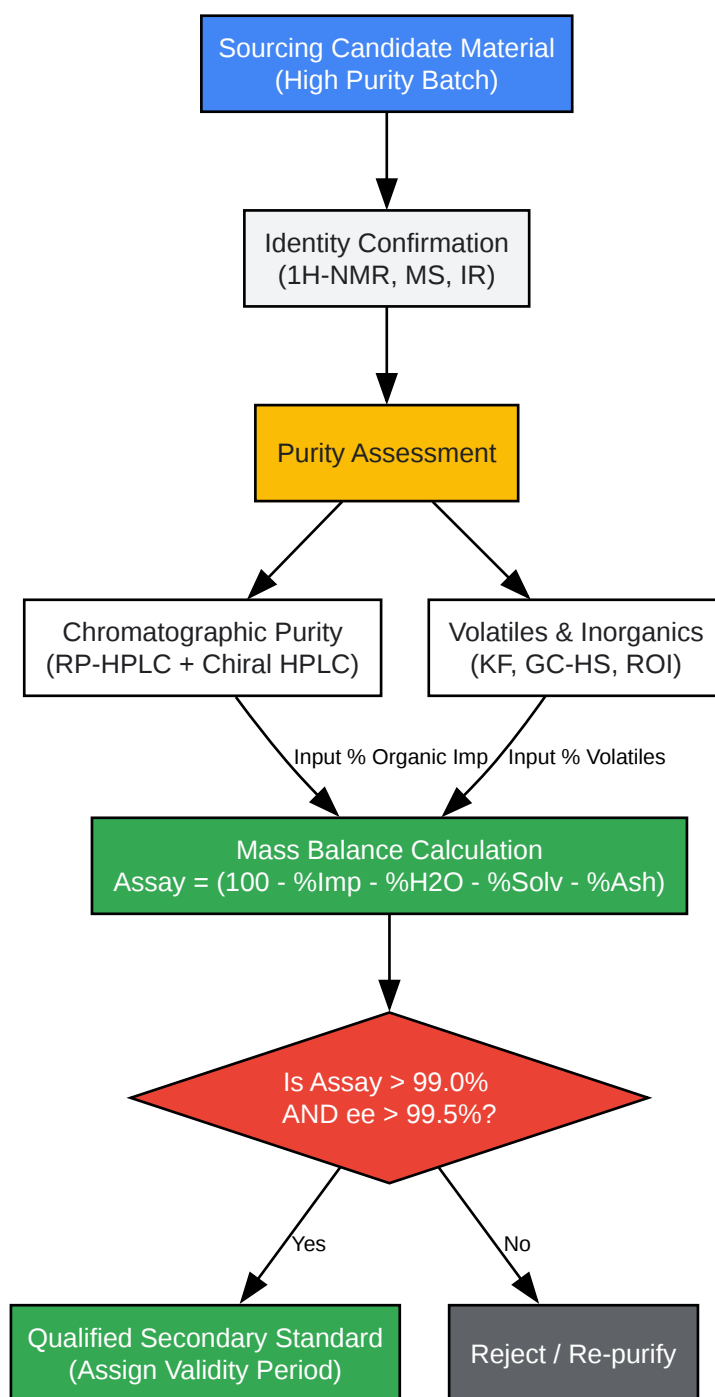 Sourcing Candidate Material
(High Purity Batch)
Identity Confirmation
(1H-NMR, MS, IR)
Purity Assessment
Chromatographic Purity
(RP-HPLC + Chiral HPLC)
Volatiles & Inorganics
(KF, GC-HS, ROI)
Input % Organic Imp
Input % Volatiles
Mass Balance Calculation
Assay = (100 - %Imp - %H2O - %Solv - %Ash)
Is Assay > 99.0%
AND ee > 99.5%?
Yes
No
Qualified Secondary Standard
(Assign Validity Period)
Reject / Re-purify